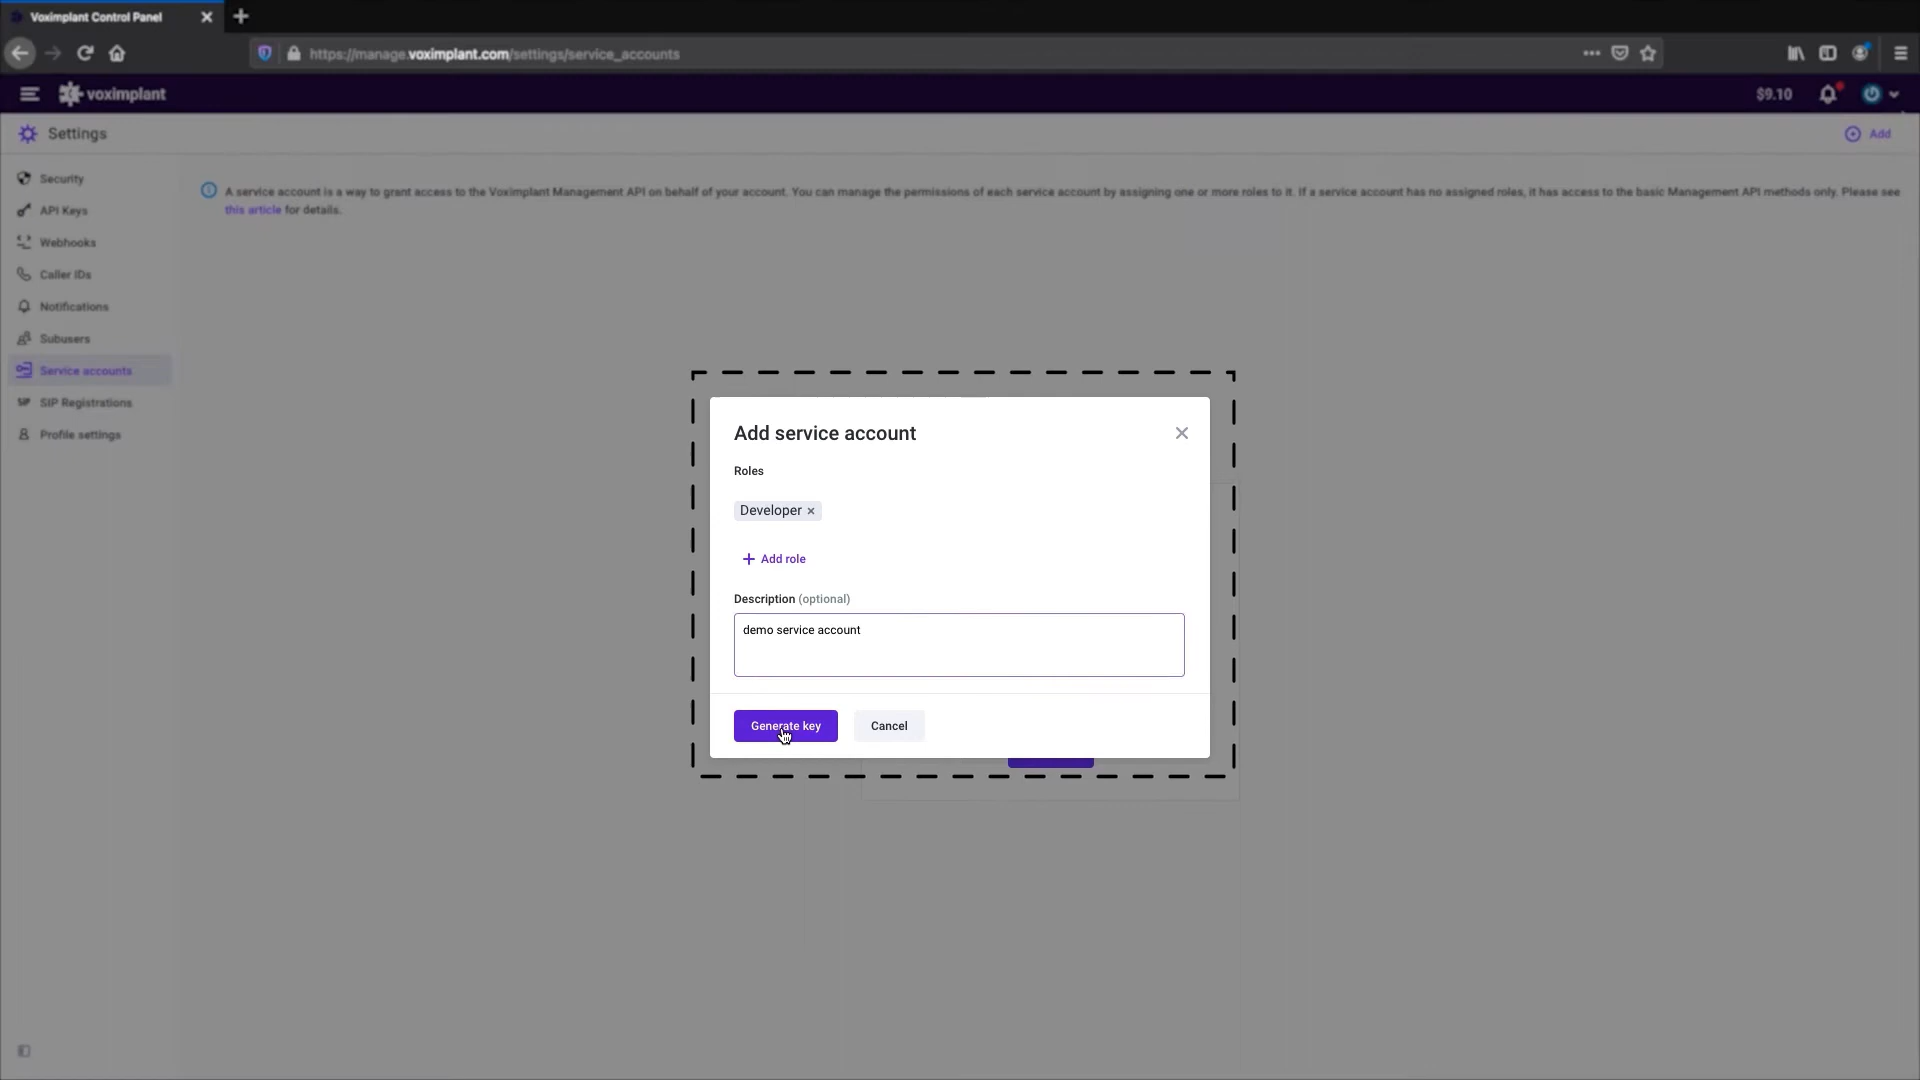 Voximplant Control Panel
https://manage.voximplant.com/settings/service_accounts
voximplant
$9.10
Settings
Add
Security
API Keys
Webhooks
Caller IDs
Notifications
Subusers
Service accounts
SIP SIP Registrations
Profile settings
A service account is a way to grant access to the Voximplant Management API on behalf of your account. You can manage the permissions of each service account by assigning one or more roles to it. If a service account has no assigned roles, it has access to the basic Management API methods only. Please see
this article for details.
Add service account
Roles
Developer
Add role
Description (optional)
demo service account
Generate key
Cancel